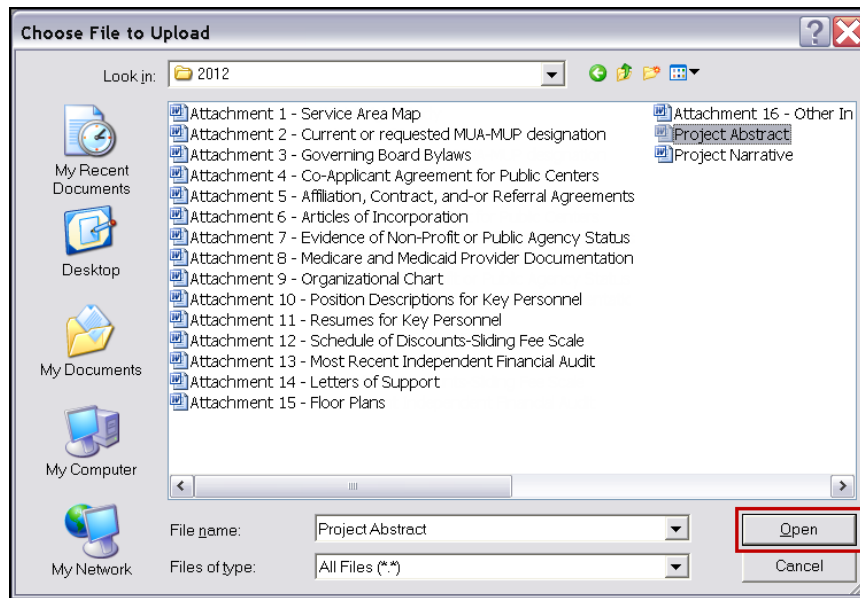 Choose File to Upload
Look in:
2012
My Recent
Documents
Desktop
My Documents
My Computer
My Network
Attachment 1 - Service Area Map
Attachment 2 - Current or requested MUA-MUP designation
Attachment 3 - Governing Board Bylaws
Attachment 4 - Co-Applicant Agreement for Public Centers
Attachment 5 - Affiliation, Contract, and-or Referral Agreements
Attachment 6 - Articles of Incorporation
Attachment 7 - Evidence of Non-Profit or Public Agency Status
Attachment 8 - Medicare and Medicaid Provider Documentation
Attachment 9 - Organizational Chart
Attachment 10 - Position Descriptions for Key Personnel
Attachment 11 - Resumes for Key Personnel
Attachment 12 - Schedule of Discounts-Sliding Fee Scale
Attachment 13 - Most Recent Independent Financial Audit
Attachment 14 - Letters of Support
Attachment 15 - Floor Plans
Attachment 16 - Other In
Project Abstract
Project Narrative
File name:
Project Abstract
Open
Files of type:
All Files (*.*)
Cancel